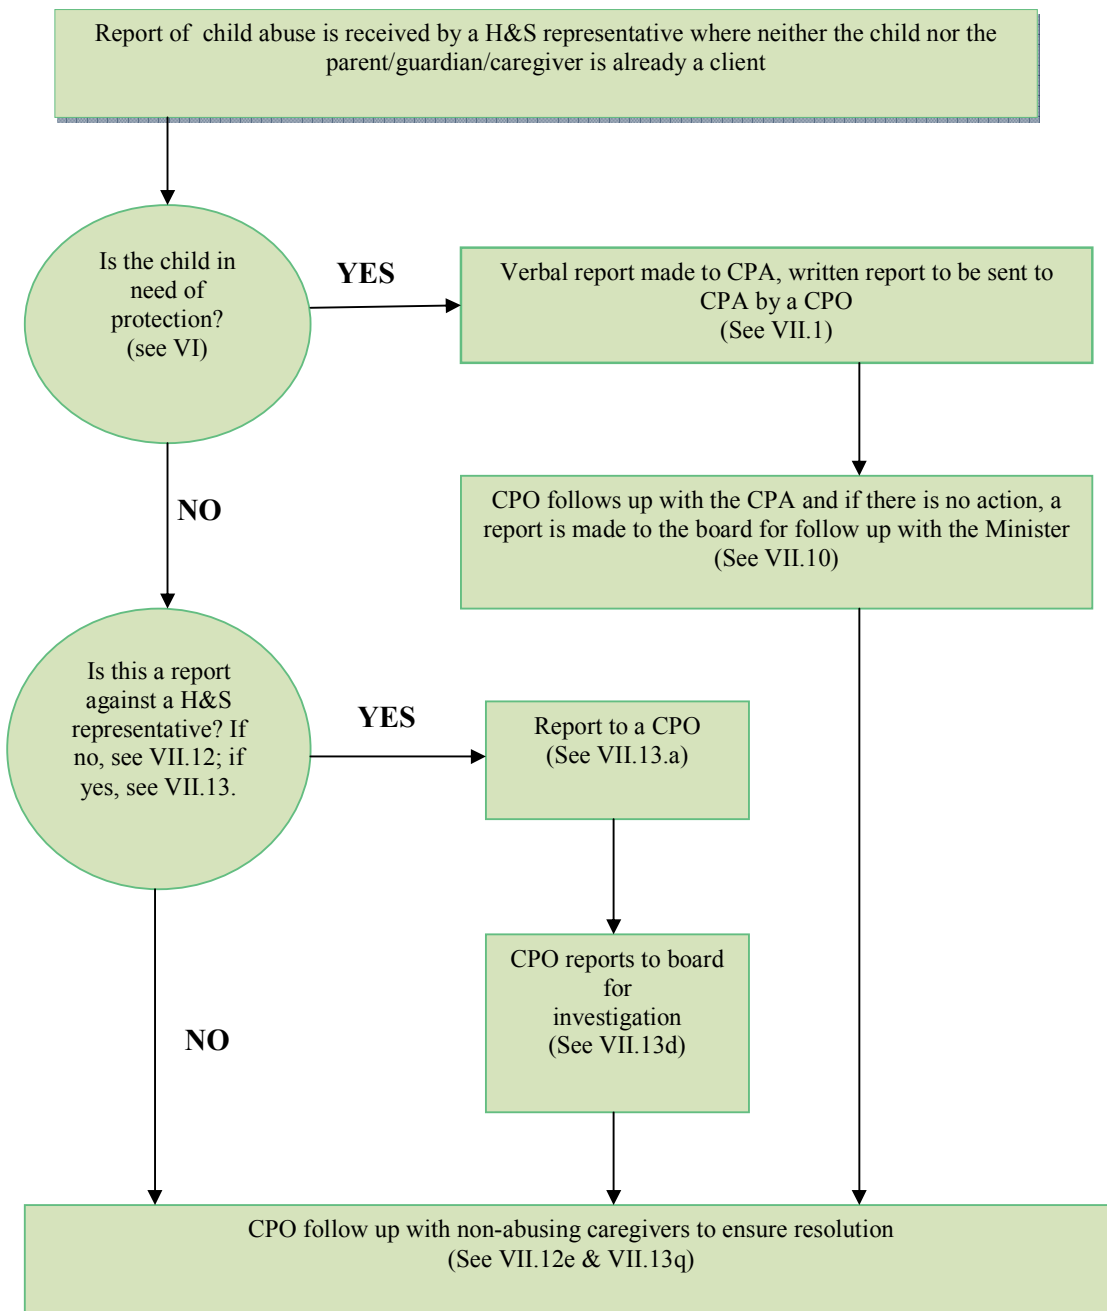 Report of child abuse is received by a H&S representative where neither the child nor the
parent/guardian/caregiver is already a client
Is the child in
need of
protection?
(see VI)
YES
Verbal report made to CPA, written report to be sent to
CPA by a CPO
(See VII.1)
NO
CPO follows up with the CPA and if there is no action, a
report is made to the board for follow up with the Minister
(See VII.10)
Is this a report
against a H&S
representative? If
no, see VII.12; if
yes, see VII.13.
YES
Report to a CPO
(See VII.13.a)
CPO reports to board
for
investigation
(See VII.13d)
NO
CPO follow up with non-abusing caregivers to ensure resolution
(See VII.12e & VII.13q)